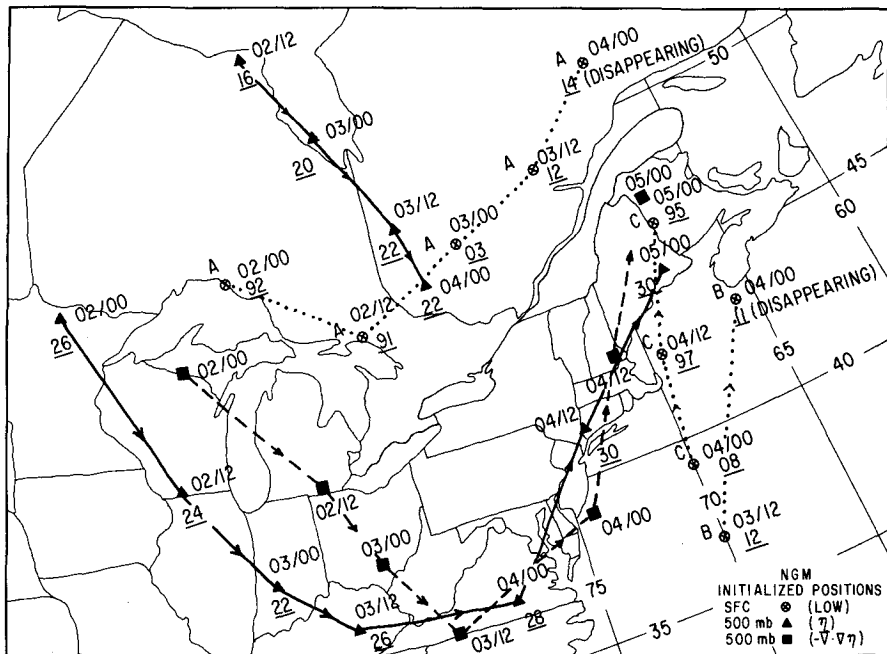 02/12
16
A 04/00
14 (DISAPPEARING)
50
03/00
20
A 03/12
12
45
05/00
05/00
C 95
03/12
22
03/00
A 03
60
A 02/00
92
04/00
22
05/00
30
B 04/00
11 (DISAPPEARING)
02/00
26
02/12
A 91
02/00
C 04/12
97
65
40
04/12
04/12
30
C 04/00
08
02/12
24
02/12
70
04/00
B 03/12
12
03/00
22
03/00
04/00
28
75
03/12
26
03/12
35
NGM
INITIALIZED POSITIONS
SFC ⊗ (LOW)
500 mb ▲ (η)
500 mb ■ (-V⃗·∇η)